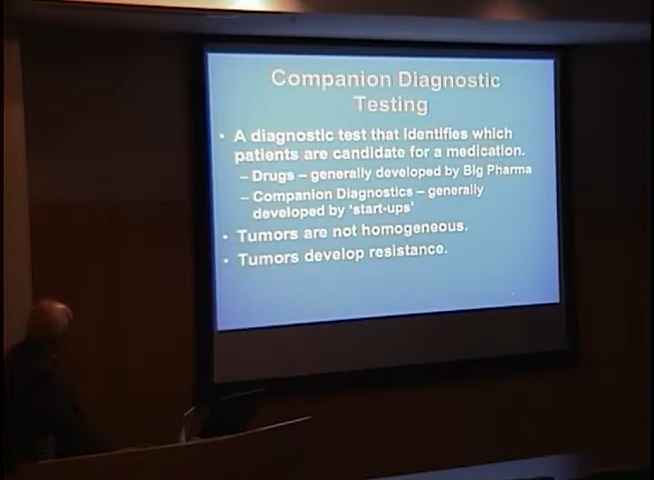 Companion Diagnostic
Testing
• A diagnostic test that identifies which
patients are candidate for a medication.
– Drugs – generally developed by Big Pharma
– Companion Diagnostics – generally
developed by 'start-ups'
• Tumors are not homogeneous.
• Tumors develop resistance.